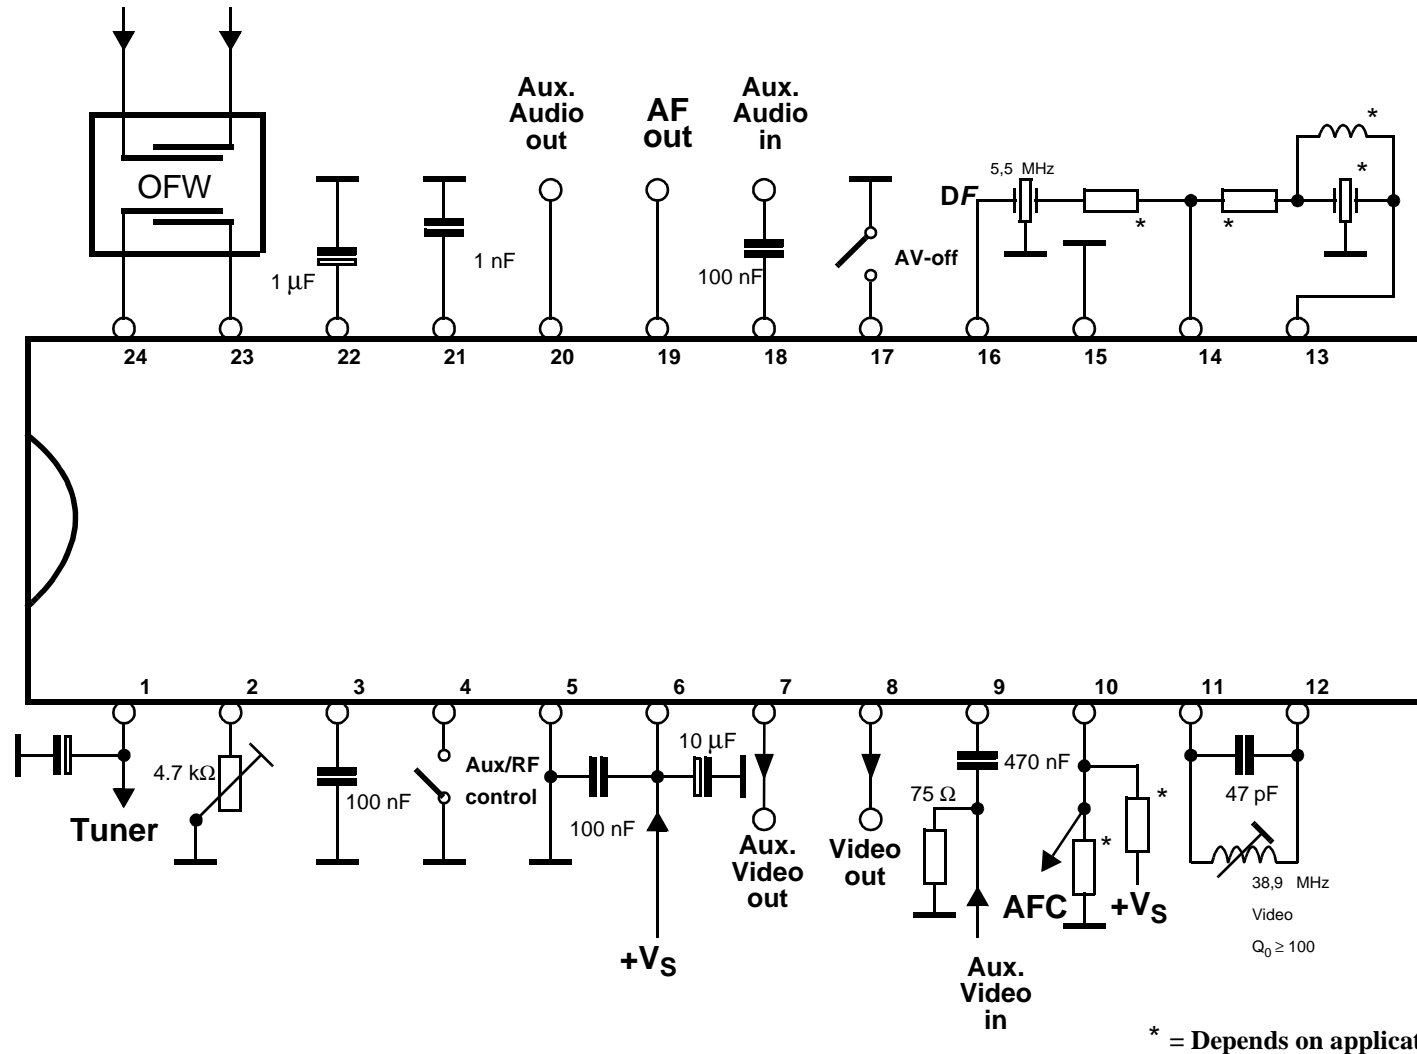 Aux.
Audio
out
AF
out
Aux.
Audio
in
*
5,5 MHz
*
OFW
DF
*
*
1 nF
AV-off
1 µF
100 nF
24
23
22
21
20
19
18
17
16
15
14
13
1
2
3
4
5
6
7
8
9
10
11
12
10 µF
4.7 kΩ
Aux/RF
control
470 nF
75 Ω
*
47 pF
100 nF
100 nF
Tuner
*
Aux.
Video
out
Video
out
38,9 MHz
AFC
+VS
Video
Q0 ≥ 100
+VS
Aux.
Video
in
* = Depends on applicat